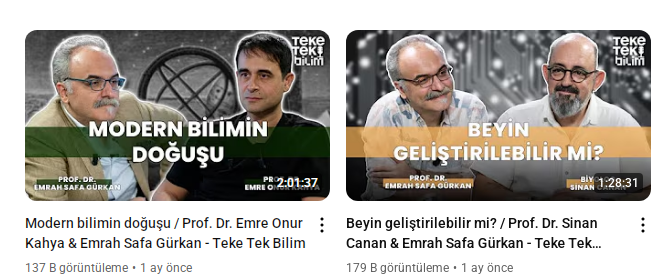 TEKE
TEK
BİLİM
MODERN BİLİMİN
DOĞUŞU
PROF. DR.
EMRAH SAFA GÜRKAN
2:01:37
Modern bilimin doğuşu / Prof. Dr. Emre Onur
Kahya & Emrah Safa Gürkan - Teke Tek Bilim
137 B görüntüleme • 1 ay önce
TEKE
TEK
BİLİM
BEYİN
GELİŞTİRİLEBİLİR Mİ?
PROF. DR.
EMRAH SAFA GÜRKAN
SINAN
1:28:31
Beyin geliştirilebilir mi? / Prof. Dr. Sinan
Canan & Emrah Safa Gürkan - Teke Tek...
179 B görüntüleme • 1 ay önce